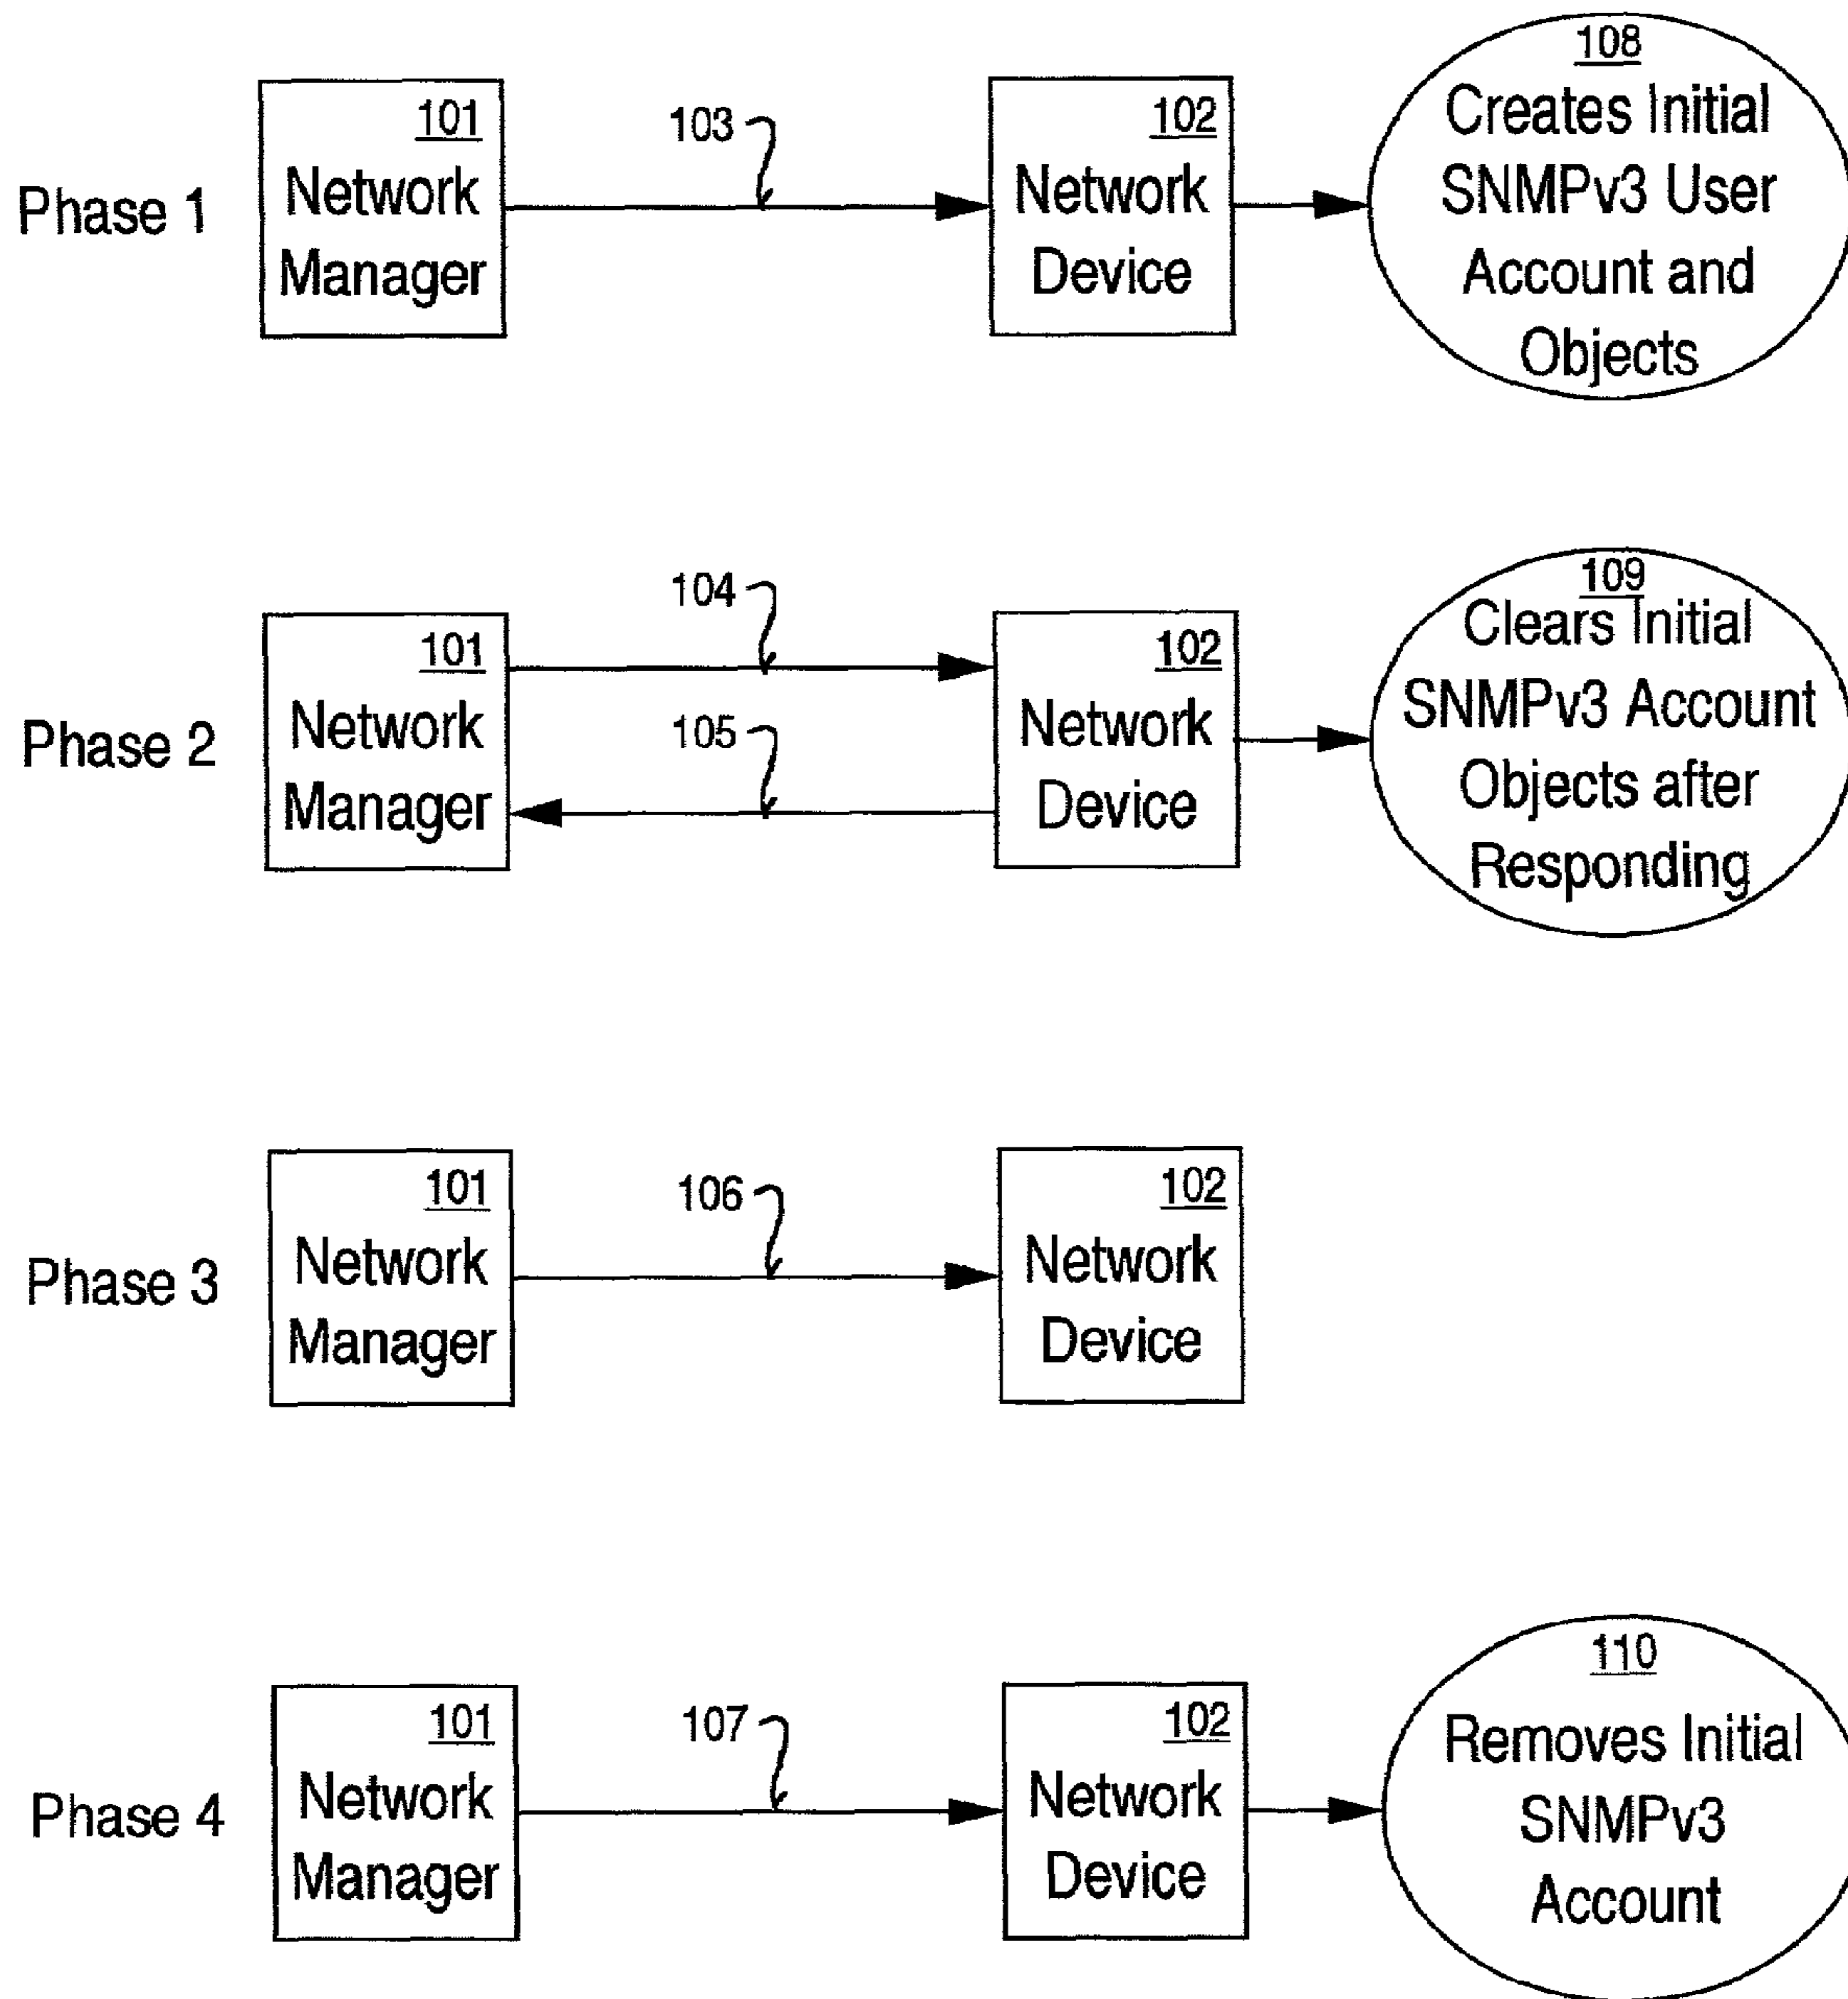 Phase 1
101
Network
Manager
103
102
Network
Device
108
Creates Initial
SNMPv3 User
Account and
Objects
Phase 2
101
Network
Manager
104
105
102
Network
Device
109
Clears Initial
SNMPv3 Account
Objects after
Responding
Phase 3
101
Network
Manager
106
102
Network
Device
Phase 4
101
Network
Manager
107
102
Network
Device
110
Removes Initial
SNMPv3
Account